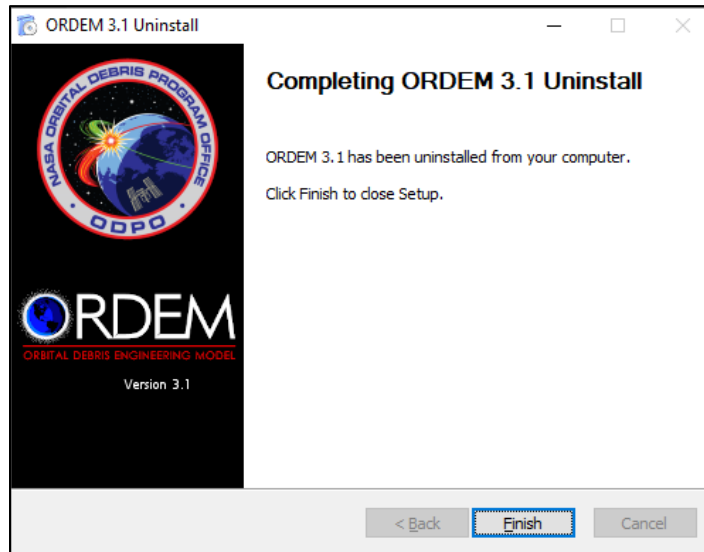 ORDEM 3.1 Uninstall
NASA ORBITAL DEBRIS PROGRAM OFFICE
ODPO
ORDEM
ORBITAL DEBRIS ENGINEERING MODEL
Version 3.1
Completing ORDEM 3.1 Uninstall
ORDEM 3.1 has been uninstalled from your computer.
Click Finish to close Setup.
< Back
Finish
Cancel